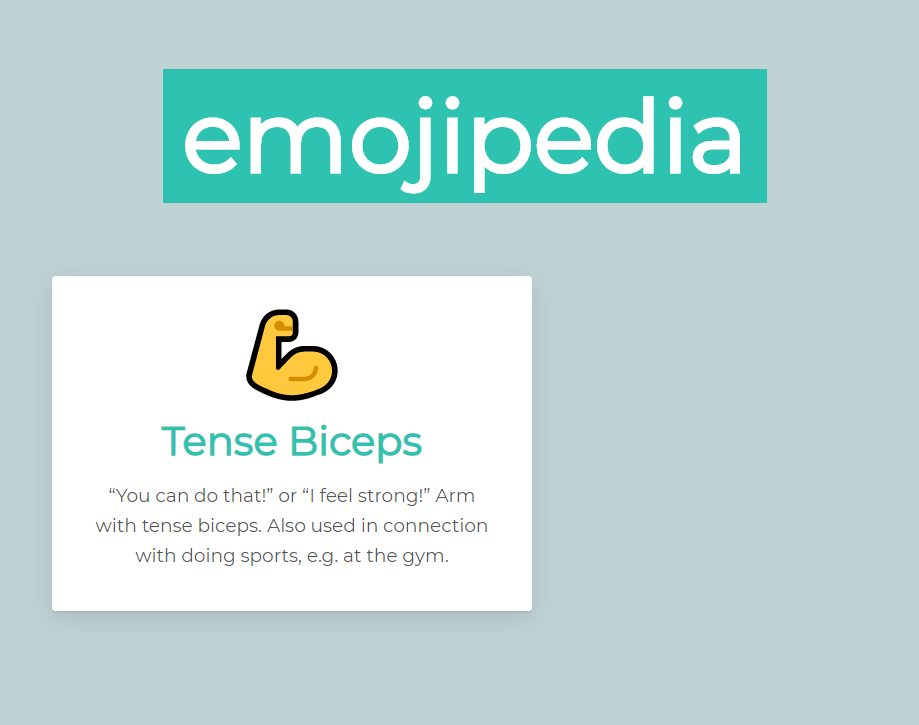 emojipedia
Tense Biceps
“You can do that!” or “I feel strong!” Arm
with tense biceps. Also used in connection
with doing sports, e.g. at the gym.